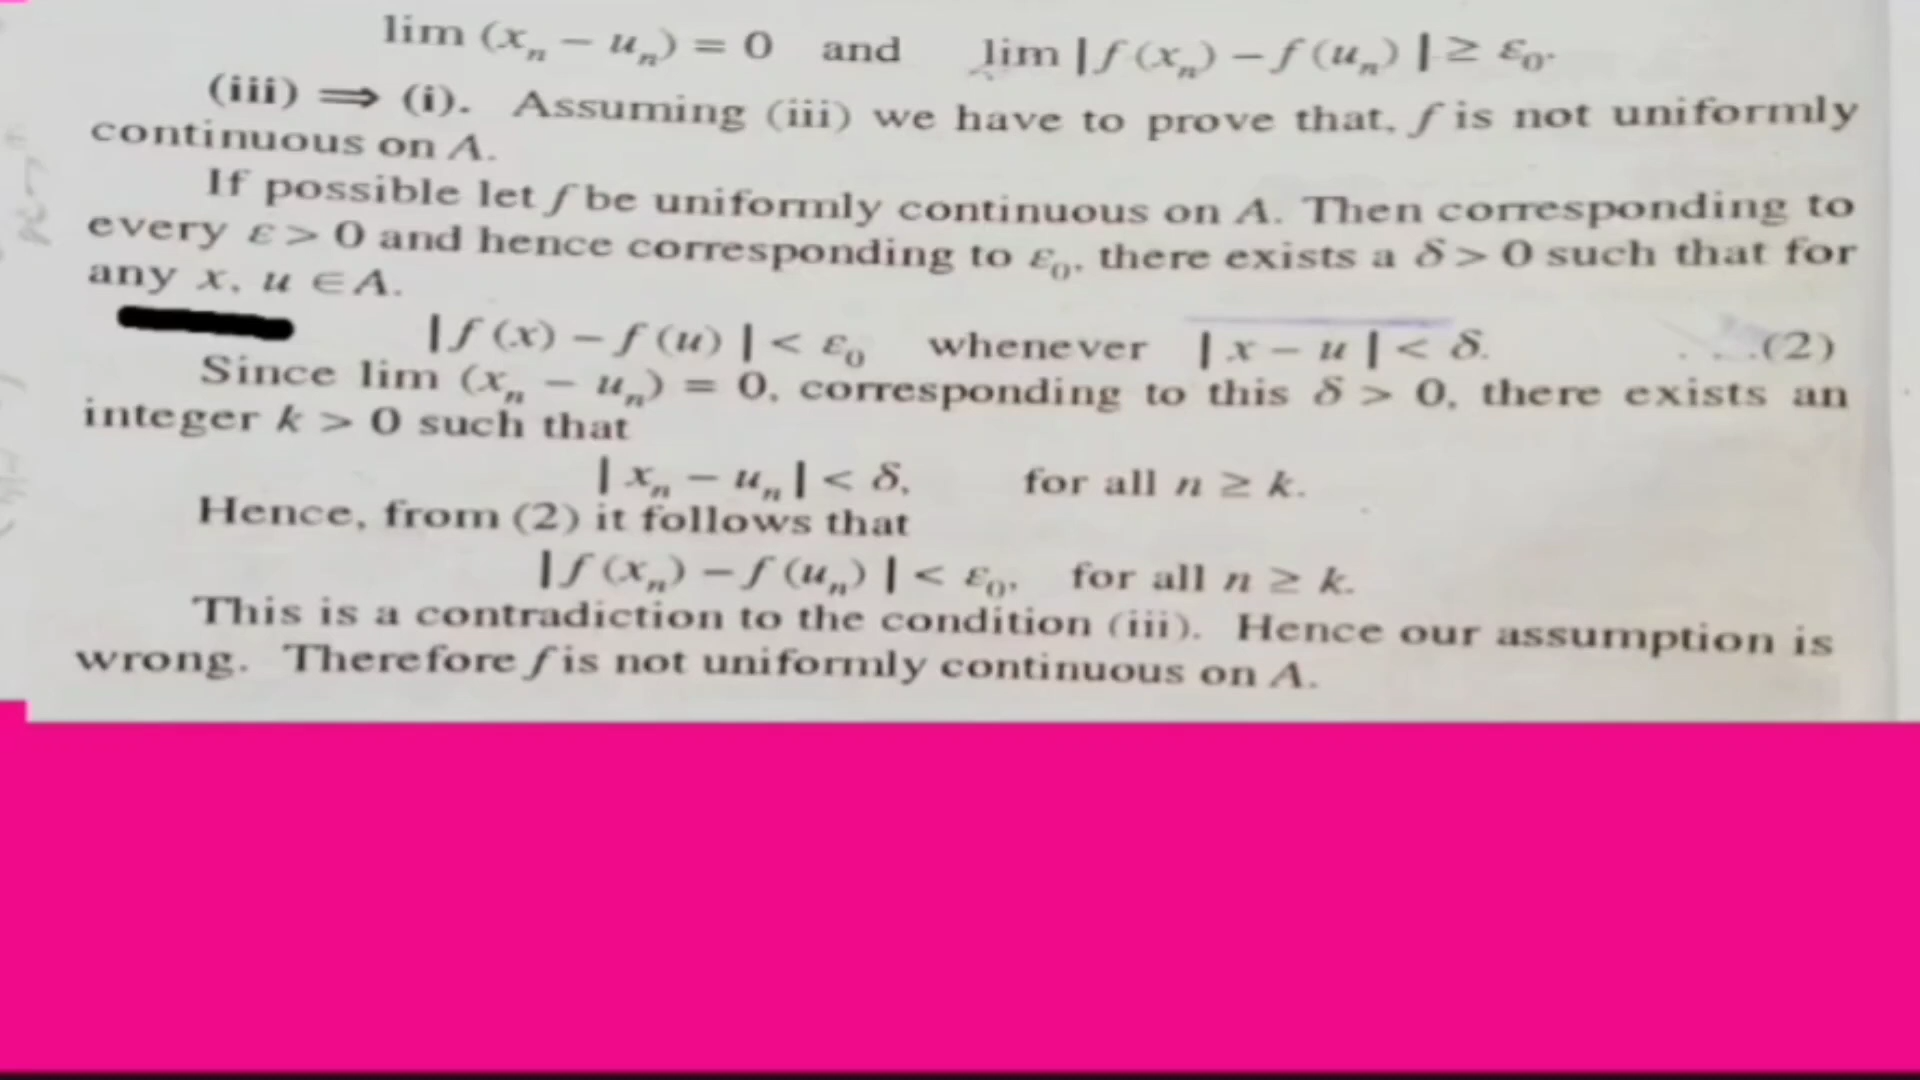 lim (xₙ − uₙ) = 0 and lim |f (xₙ) − f (uₙ) | ≥ ε₀.
(iii) ⟹ (i). Assuming (iii) we have to prove that, f is not uniformly
continuous on A.
If possible let f be uniformly continuous on A. Then corresponding to
every ε > 0 and hence corresponding to ε₀, there exists a δ > 0 such that for
any x, u ∈ A.
|f (x) − f (u) | < ε₀ whenever | x − u | < δ. . . .(2)
Since lim (xₙ − uₙ) = 0, corresponding to this δ > 0, there exists an
integer k > 0 such that
| xₙ − uₙ | < δ, for all n ≥ k.
Hence, from (2) it follows that
|f (xₙ) − f (uₙ) | < ε₀, for all n ≥ k.
This is a contradiction to the condition (iii). Hence our assumption is
wrong. Therefore f is not uniformly continuous on A.